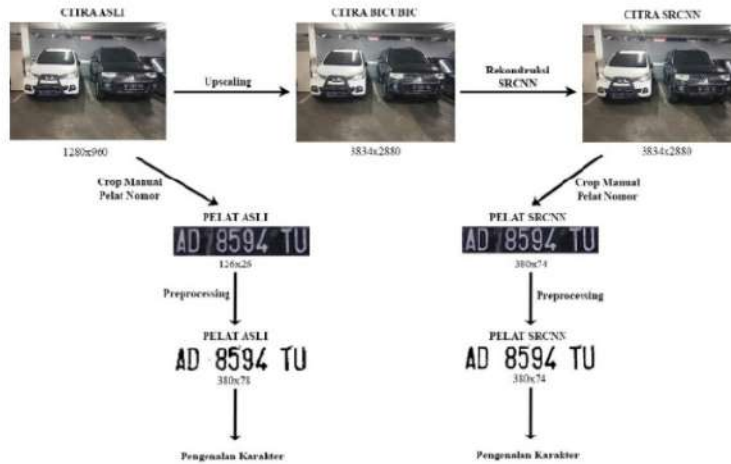 CITRA ASLI
CITRA BICUBIC
CITRA SRCNN
Upscaling
Rekonstruksi
SRCNN
1280x960
3834x2880
3834x2880
Crop Manual
Pelat Nomor
Crop Manual
Pelat Nomor
PELAT ASLI
PELAT SRCNN
AD 8594 TU
AD 8594 TU
126x26
380x74
Preprocessing
Preprocessing
PELAT ASLI
PELAT SRCNN
AD 8594 TU
AD 8594 TU
380x78
380x74
Pengenalan Karakter
Pengenalan Karakter